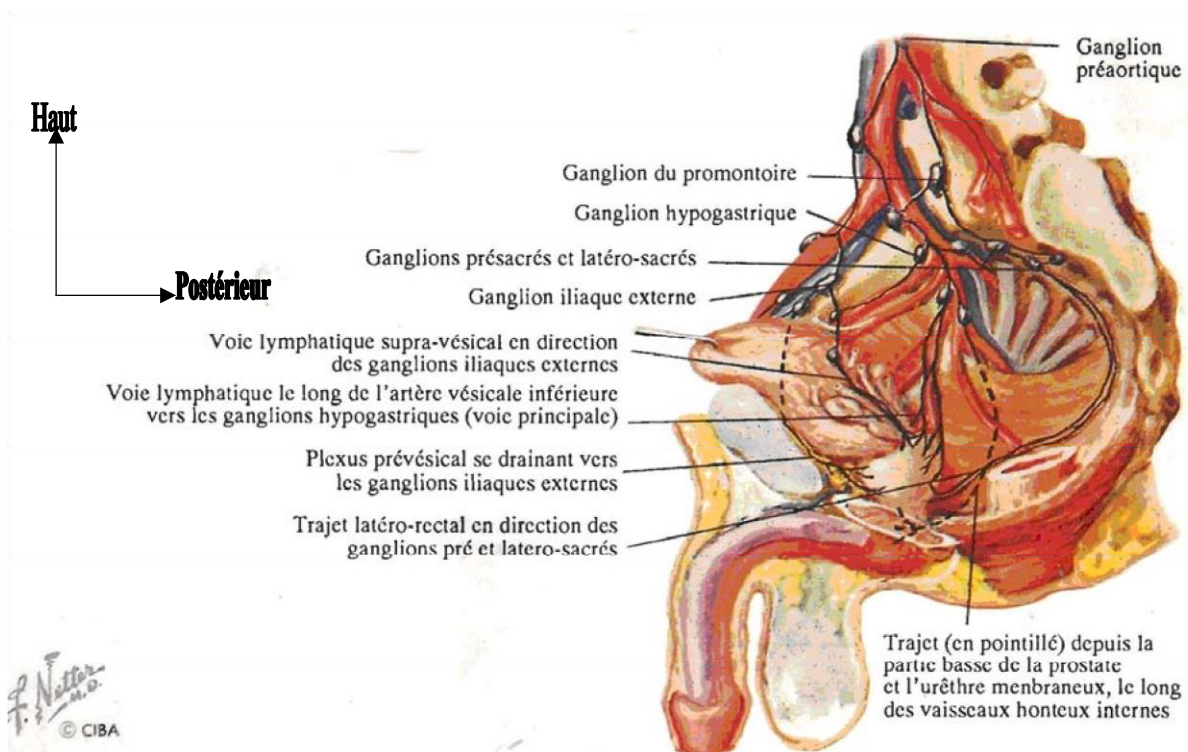 Ganglion
préaortique
Haut
Ganglion du promontoire
Ganglion hypogastrique
Ganglions présacrés et latéro-sacrés
Postérieur
Ganglion iliaque externe
Voie lymphatique supra-vésical en direction
des ganglions iliaques externes
Voie lymphatique le long de l'artère vésicale inférieure
vers les ganglions hypogastriques (voie principale)
Plexus prévésical se drainant vers
les ganglions iliaques externes
Trajet latéro-rectal en direction des
ganglions pré et latero-sacrés
Trajet (en pointillé) depuis la
partie basse de la prostate
et l'urêthre menbraneux, le long
des vaisseaux honteux internes
F. Netter
M.D.
© CIBA